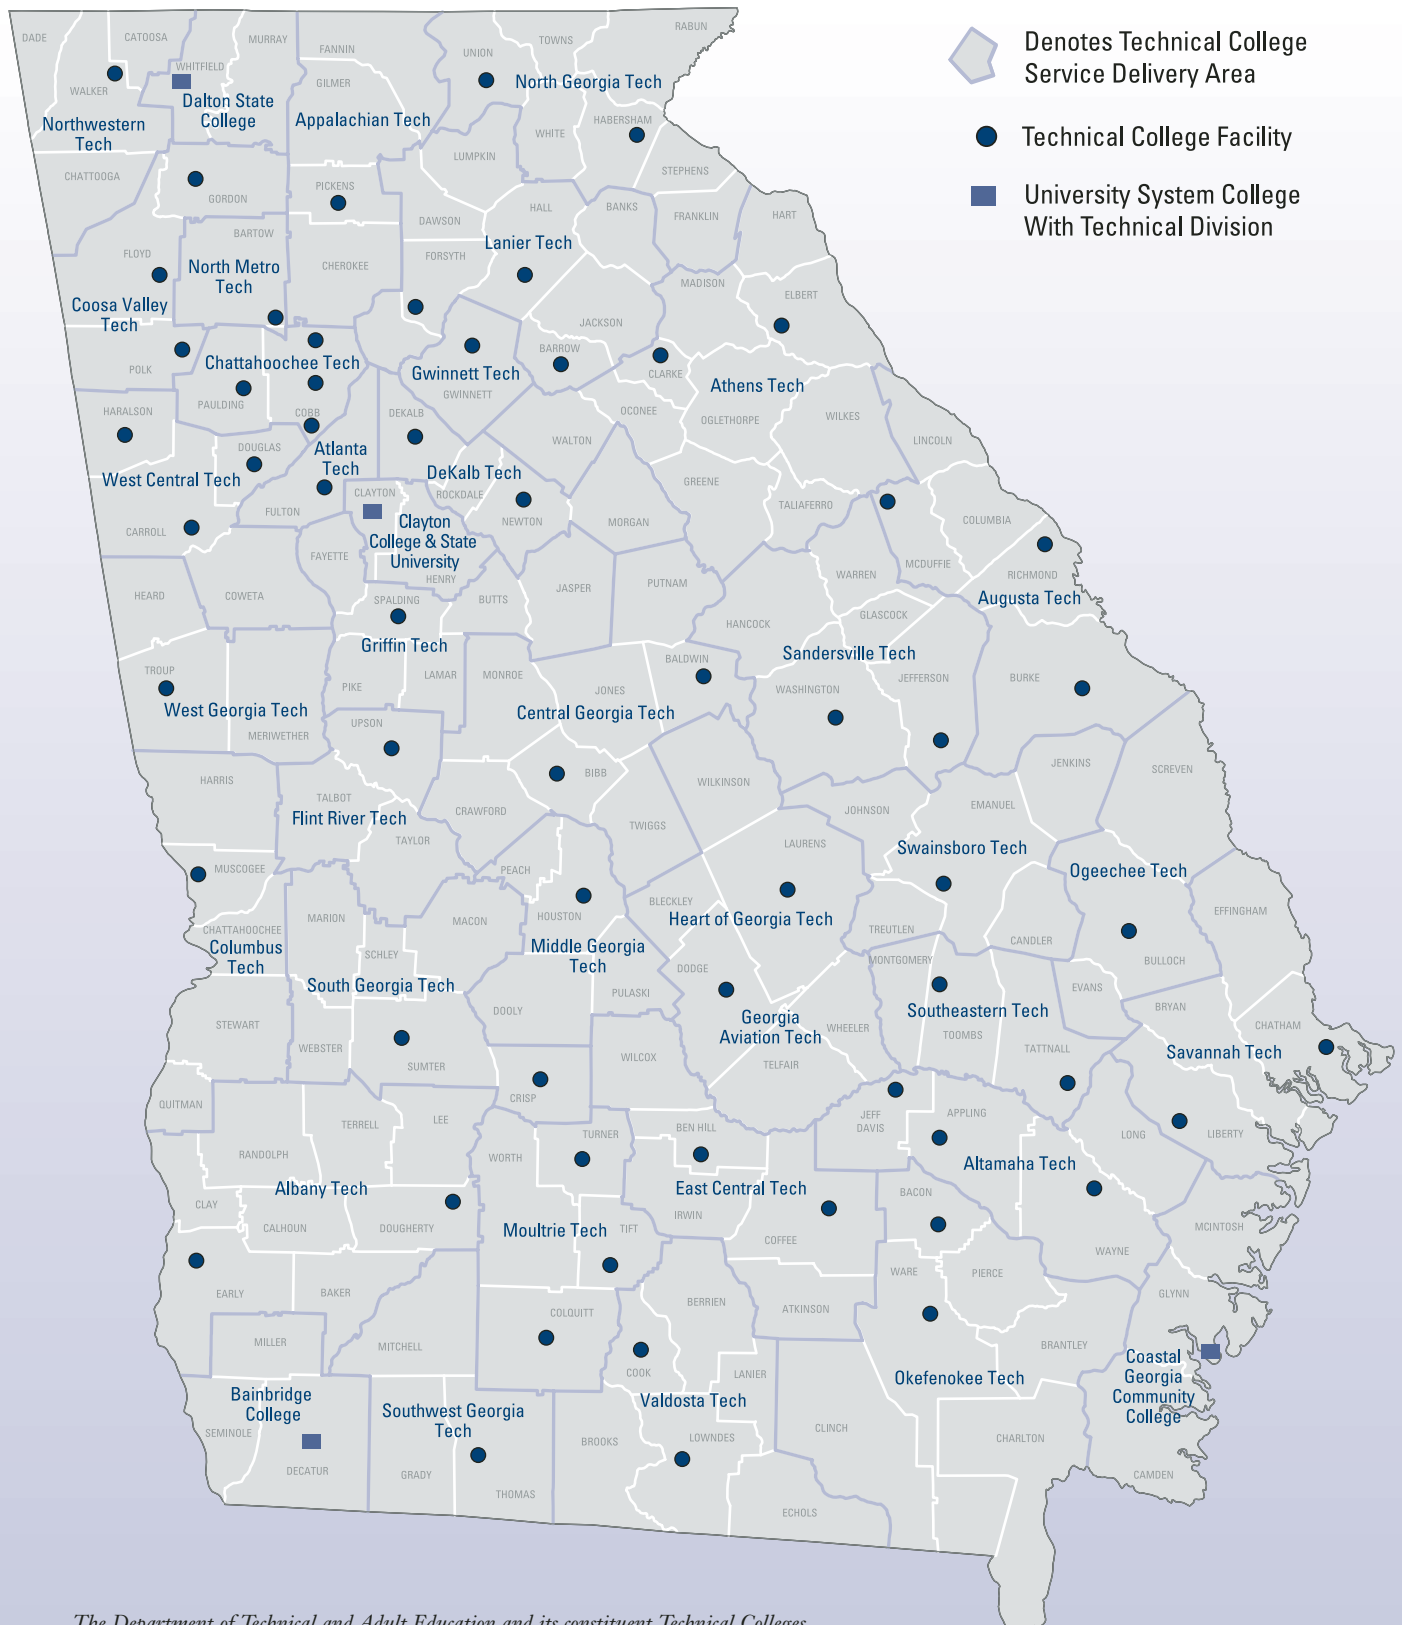 Denotes Technical College
Service Delivery Area
Technical College Facility
University System College
With Technical Division
DADE
CATOOSA
WHITFIELD
MURRAY
FANNIN
UNION
TOWNS
RABUN
WALKER
GILMER
North Georgia Tech
Dalton State
College
Northwestern
Tech
Appalachian Tech
WHITE
HABERSHAM
LUMPKIN
STEPHENS
CHATTOOGA
GORDON
PICKENS
DAWSON
HALL
BANKS
FRANKLIN
HART
BARTOW
Lanier Tech
FLOYD
North Metro
Tech
CHEROKEE
FORSYTH
MADISON
ELBERT
Coosa Valley
Tech
JACKSON
POLK
Chattahoochee Tech
Gwinnett Tech
BARROW
CLARKE
Athens Tech
GWINNETT
HARALSON
PAULDING
COBB
DEKALB
OCONEE
OGLETHORPE
WILKES
LINCOLN
DOUGLAS
Atlanta
Tech
WALTON
West Central Tech
DeKalb Tech
GREENE
CLAYTON
ROCKDALE
TALIAFERRO
COLUMBIA
CARROLL
FULTON
Clayton
College & State
University
NEWTON
MORGAN
FAYETTE
HENRY
WARREN
MCDUFFIE
RICHMOND
Augusta Tech
HEARD
COWETA
SPALDING
BUTTS
JASPER
PUTNAM
HANCOCK
GLASCOCK
Griffin Tech
Sandersville Tech
TROUP
PIKE
LAMAR
MONROE
JONES
BALDWIN
WASHINGTON
JEFFERSON
BURKE
West Georgia Tech
Central Georgia Tech
MERIWETHER
UPSON
HARRIS
BIBB
WILKINSON
JENKINS
SCREVEN
TALBOT
Flint River Tech
CRAWFORD
TWIGGS
JOHNSON
EMANUEL
TAYLOR
LAURENS
Swainsboro Tech
MUSCOGEE
PEACH
Ogeechee Tech
MARION
MACON
HOUSTON
BLECKLEY
Heart of Georgia Tech
TREUTLEN
CANDLER
EFFINGHAM
CHATTAHOOCHEE
Columbus
Tech
SCHLEY
Middle Georgia
Tech
DODGE
MONTGOMERY
BULLOCH
South Georgia Tech
PULASKI
EVANS
STEWART
WEBSTER
SUMTER
DOOLY
Georgia
Aviation Tech
WHEELER
Southeastern Tech
TOOMBS
TATTNALL
BRYAN
CHATHAM
Savannah Tech
WILCOX
TELFAIR
CRISP
QUITMAN
TERRELL
LEE
JEFF
DAVIS
APPLING
LONG
LIBERTY
RANDOLPH
WORTH
TURNER
BEN HILL
Altamaha Tech
Albany Tech
East Central Tech
CLAY
CALHOUN
DOUGHERTY
Moultrie Tech
TIFT
IRWIN
COFFEE
BACON
WAYNE
MCINTOSH
EARLY
BAKER
WARE
PIERCE
GLYNN
COLQUITT
BERRIEN
ATKINSON
MILLER
MITCHELL
COOK
LANIER
BRANTLEY
Coastal
Georgia
Community
College
Okefenokee Tech
Bainbridge
College
Southwest Georgia
Tech
Valdosta Tech
SEMINOLE
DECATUR
GRADY
THOMAS
BROOKS
LOWNDES
CLINCH
CHARLTON
CAMDEN
ECHOLS
The Department of Technical and Adult Education and its constituent Technical Colleges